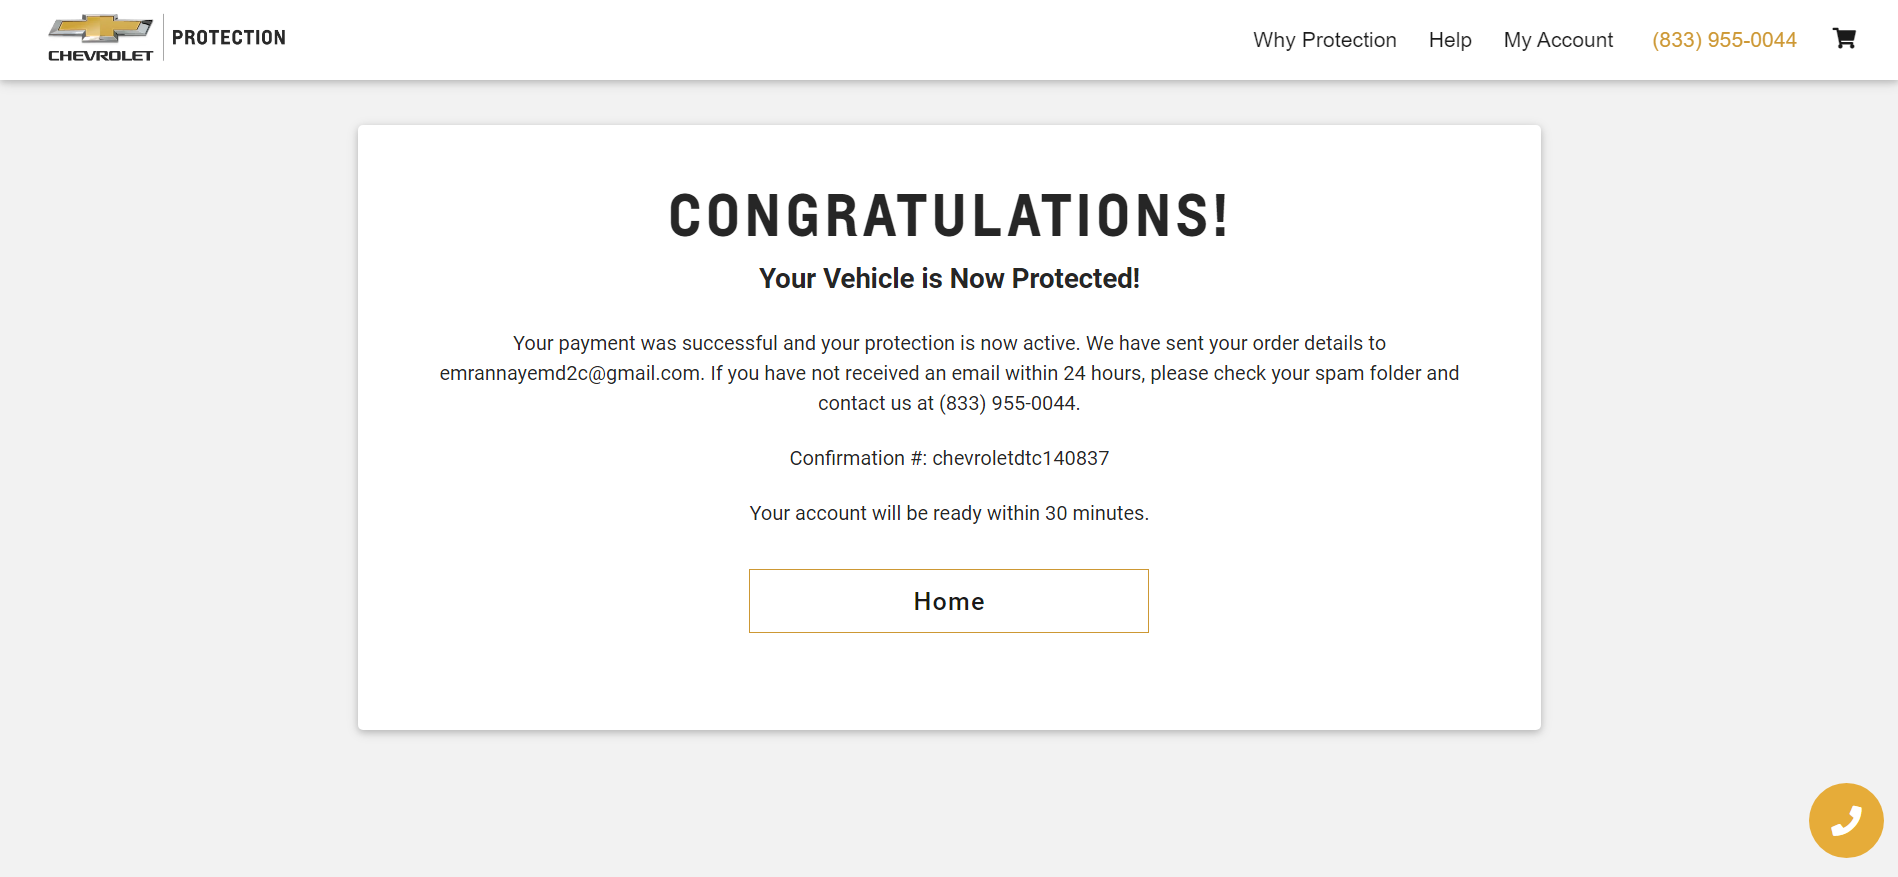 CHEVROLET
PROTECTION
Why Protection
Help
My Account
(833) 955-0044
CONGRATULATIONS!
Your Vehicle is Now Protected!
Your payment was successful and your protection is now active. We have sent your order details to
emrannayemd2c@gmail.com. If you have not received an email within 24 hours, please check your spam folder and
contact us at (833) 955-0044.
Confirmation #: chevroletdtc140837
Your account will be ready within 30 minutes.
Home